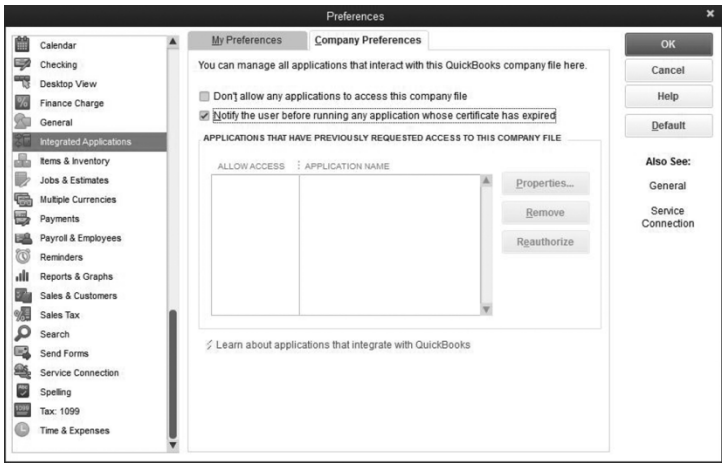 Preferences
Calendar
Checking
Desktop View
Finance Charge
General
Integrated Applications
Items & Inventory
Jobs & Estimates
Multiple Currencies
Payments
Payroll & Employees
Reminders
Reports & Graphs
Sales & Customers
Sales Tax
Search
Send Forms
Service Connection
Spelling
Tax: 1099
Time & Expenses
My Preferences
Company Preferences
You can manage all applications that interact with this QuickBooks company file here.
Don't allow any applications to access this company file
Notify the user before running any application whose certificate has expired
APPLICATIONS THAT HAVE PREVIOUSLY REQUESTED ACCESS TO THIS COMPANY FILE
ALLOW ACCESS
APPLICATION NAME
Properties...
Remove
Reauthorize
Learn about applications that integrate with QuickBooks
OK
Cancel
Help
Default
Also See:
General
Service
Connection